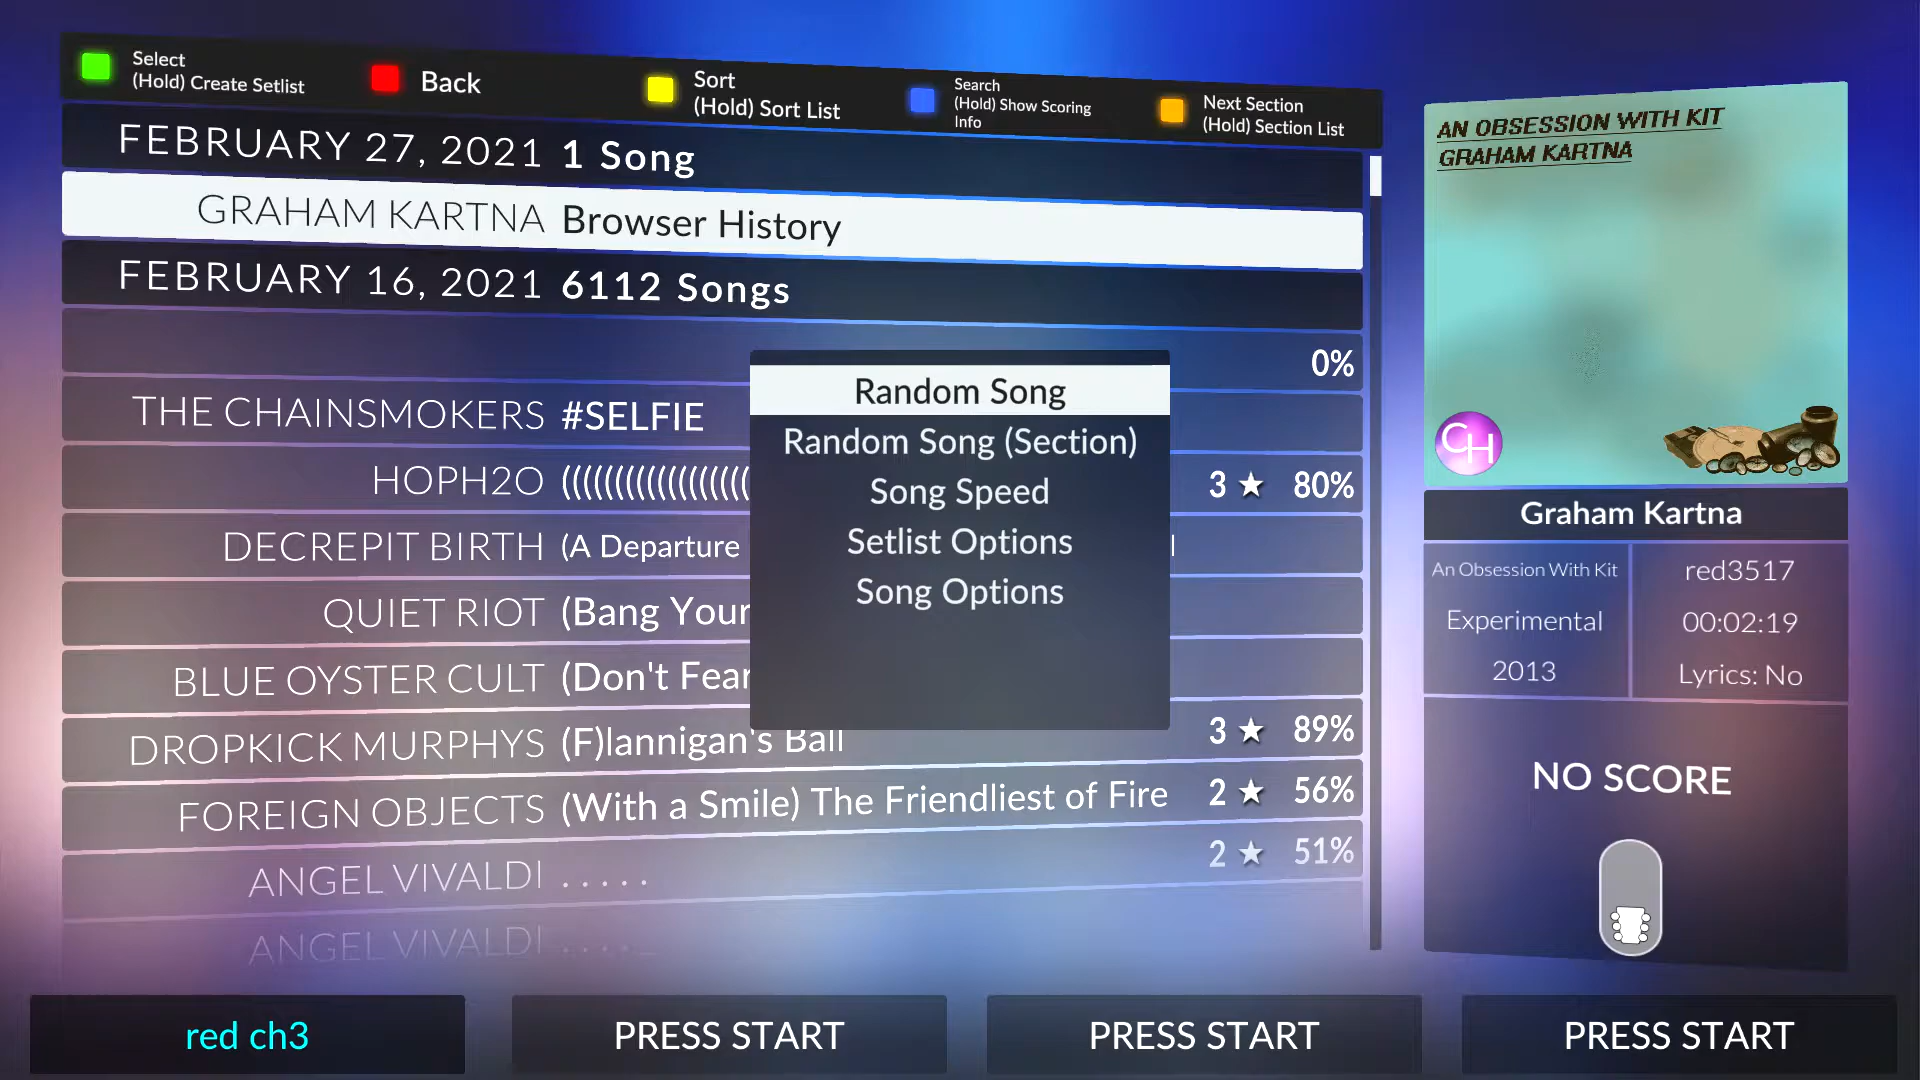 Select
(Hold) Create Setlist
Back
Sort
(Hold) Sort List
Search
(Hold) Show Scoring
Info
Next Section
(Hold) Section List
FEBRUARY 27, 2021 1 Song
GRAHAM KARTNA Browser History
FEBRUARY 16, 2021 6112 Songs
0%
THE CHAINSMOKERS #SELFIE
HOPH2O (((((((((((((((((( 3 ★ 80%
DECREPIT BIRTH (A Departure
QUIET RIOT (Bang Your
BLUE OYSTER CULT (Don't Fear
DROPKICK MURPHYS (F)lannigan's Ball 3 ★ 89%
FOREIGN OBJECTS (With a Smile) The Friendliest of Fire 2 ★ 56%
ANGEL VIVALDI . . . . . 2 ★ 51%
ANGEL VIVALDI
Random Song
Random Song (Section)
Song Speed
Setlist Options
Song Options
AN OBSESSION WITH KIT
GRAHAM KARTNA
CH
Graham Kartna
An Obsession With Kit
Experimental
2013
red3517
00:02:19
Lyrics: No
NO SCORE
red ch3
PRESS START
PRESS START
PRESS START